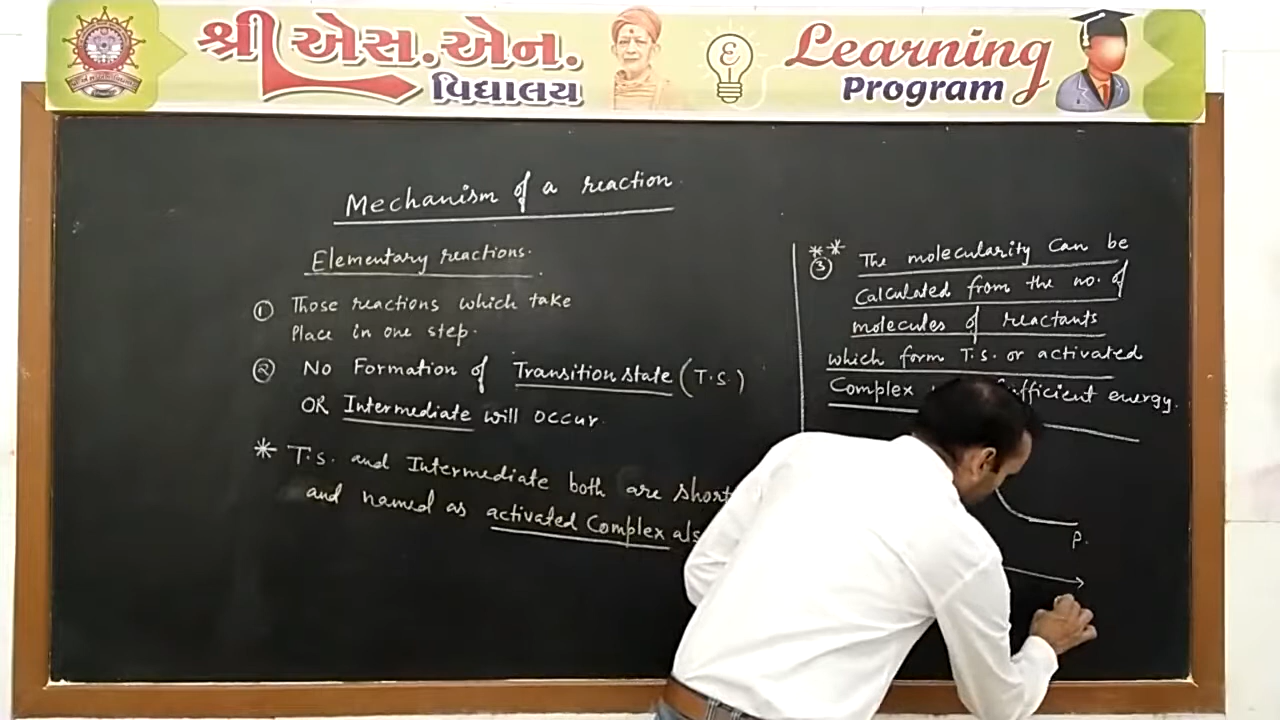 શ્રી એસ.એન.
વિદ્યાલય
ε
Learning
Program
Mechanism of a reaction.
Elementary reactions.
① Those reactions which take
Place in one step.
② No Formation of Transition state (T.S.)
OR Intermediate will occur.
* T.S. and Intermediate both are short
and named as activated Complex als
**
③ The molecularity can be
Calculated from the no. of
molecules of reactants
which form T.S. or activated
Complex energy.
P.